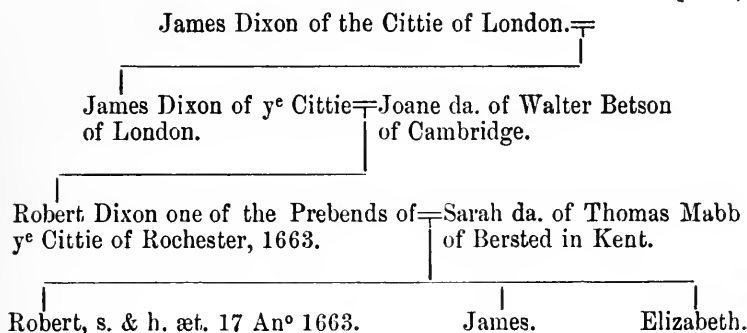 James Dixon of the Cittie of London.
James Dixon of yᵉ Cittie Joane da. of Walter Betson
of London. of Cambridge.
Robert Dixon one of the Prebends of Sarah da. of Thomas Mabb
yᵉ Cittie of Rochester, 1663. of Bersted in Kent.
Robert, s. & h. æt. 17 Anᵒ 1663. James. Elizabeth.